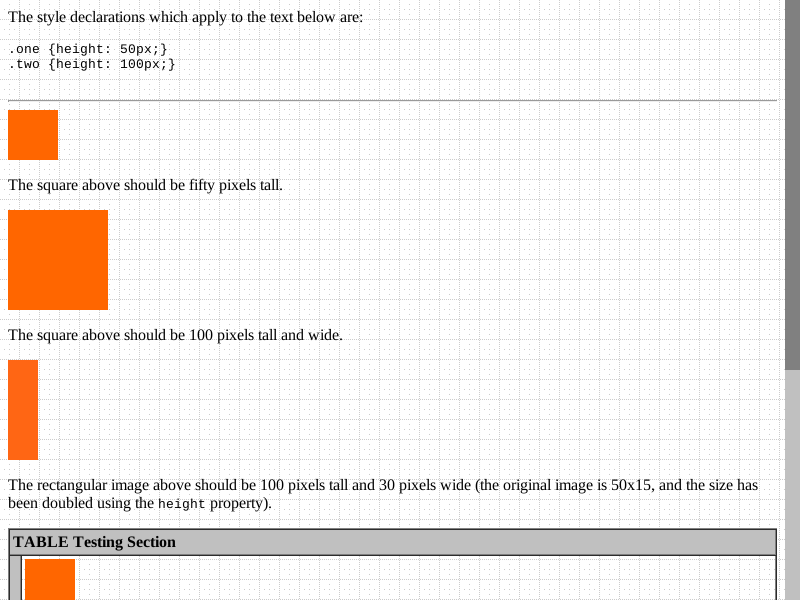 The style declarations which apply to the text below are:
.one {height: 50px;}
.two {height: 100px;}
The square above should be fifty pixels tall.
The square above should be 100 pixels tall and wide.
The rectangular image above should be 100 pixels tall and 30 pixels wide (the original image is 50x15, and the size has
been doubled using the height property).
TABLE Testing Section